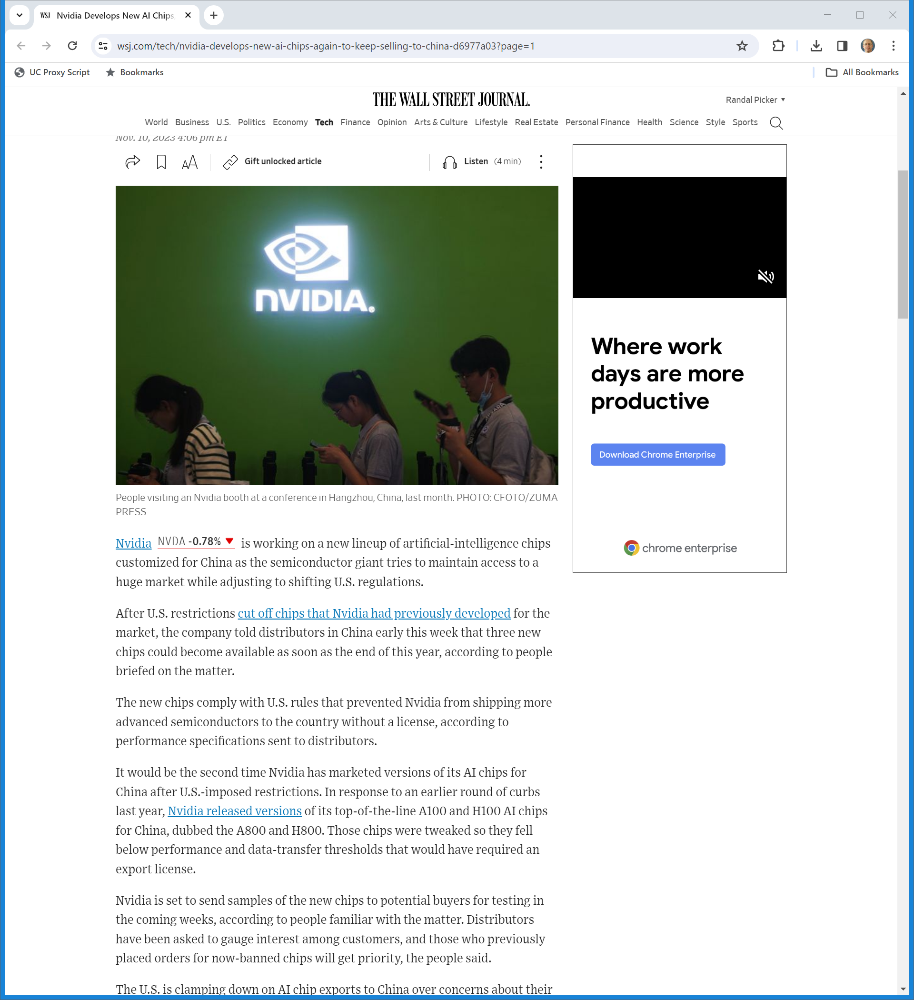 WSJ Nvidia Develops New AI Chips,
wsj.com/tech/nvidia-develops-new-ai-chips-again-to-keep-selling-to-china-d6977a03?page=1
UC Proxy Script Bookmarks All Bookmarks
THE WALL STREET JOURNAL.
Randal Picker
World Business U.S. Politics Economy Tech Finance Opinion Arts & Culture Lifestyle Real Estate Personal Finance Health Science Style Sports
Nov. 10, 2023 4:06 pm ET
Gift unlocked article Listen (4 min)
NVIDIA.
People visiting an Nvidia booth at a conference in Hangzhou, China, last month. PHOTO: CFOTO/ZUMA
PRESS
Nvidia NVDA -0.78% is working on a new lineup of artificial-intelligence chips
customized for China as the semiconductor giant tries to maintain access to a
huge market while adjusting to shifting U.S. regulations.
After U.S. restrictions cut off chips that Nvidia had previously developed for the
market, the company told distributors in China early this week that three new
chips could become available as soon as the end of this year, according to people
briefed on the matter.
The new chips comply with U.S. rules that prevented Nvidia from shipping more
advanced semiconductors to the country without a license, according to
performance specifications sent to distributors.
It would be the second time Nvidia has marketed versions of its AI chips for
China after U.S.-imposed restrictions. In response to an earlier round of curbs
last year, Nvidia released versions of its top-of-the-line A100 and H100 AI chips
for China, dubbed the A800 and H800. Those chips were tweaked so they fell
below performance and data-transfer thresholds that would have required an
export license.
Nvidia is set to send samples of the new chips to potential buyers for testing in
the coming weeks, according to people familiar with the matter. Distributors
have been asked to gauge interest among customers, and those who previously
placed orders for now-banned chips will get priority, the people said.
The U.S. is clamping down on AI chip exports to China over concerns about their
Where work
days are more
productive
Download Chrome Enterprise
chrome enterprise